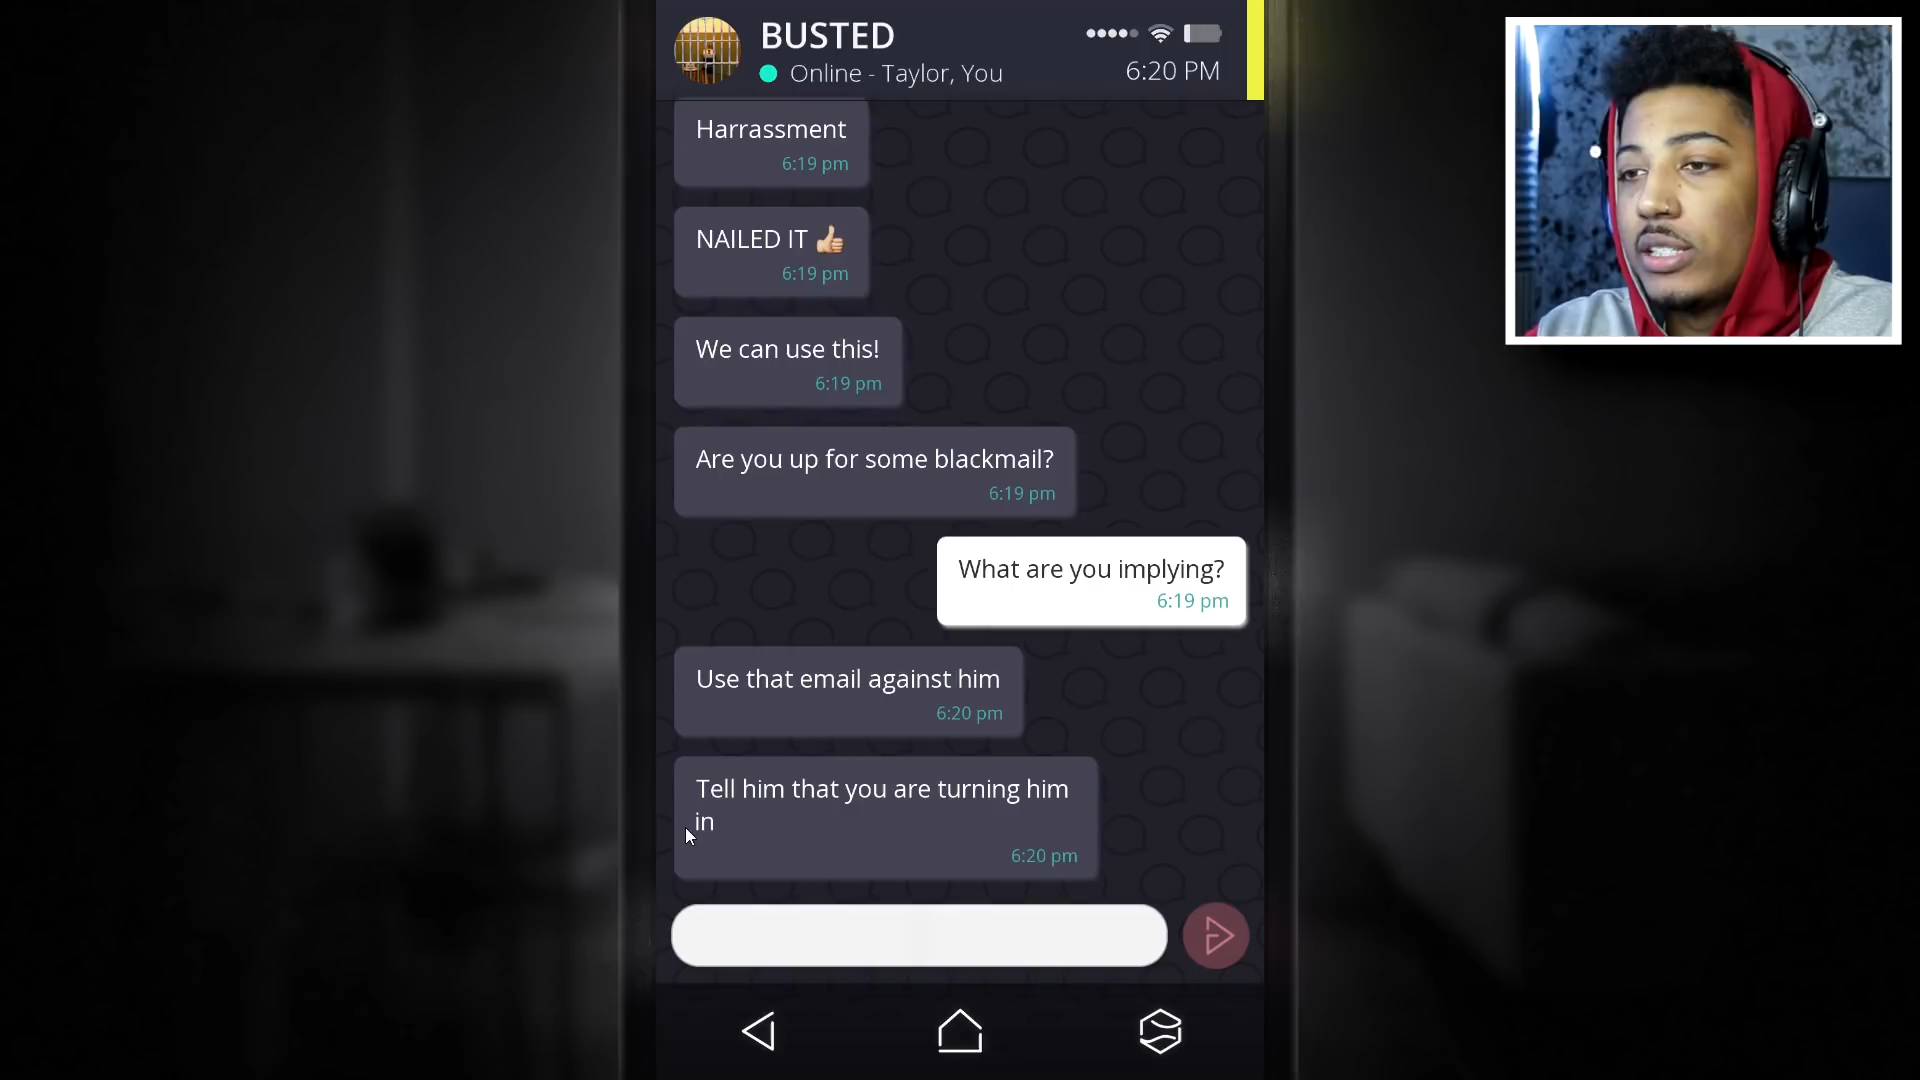 BUSTED
Online - Taylor, You
6:20 PM
Harrassment
6:19 pm
NAILED IT 👍🏼
6:19 pm
We can use this!
6:19 pm
Are you up for some blackmail?
6:19 pm
What are you implying?
6:19 pm
Use that email against him
6:20 pm
Tell him that you are turning him
in
6:20 pm